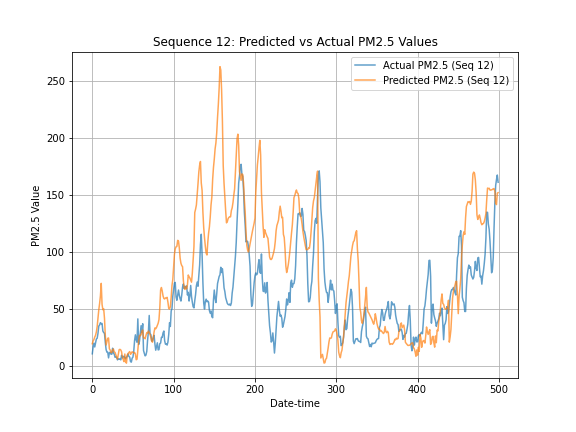 Sequence 12: Predicted vs Actual PM2.5 Values
Actual PM2.5 (Seq 12)
Predicted PM2.5 (Seq 12)
250
200
150
100
50
0
PM2.5 Value
0 100 200 300 400 500
Date-time